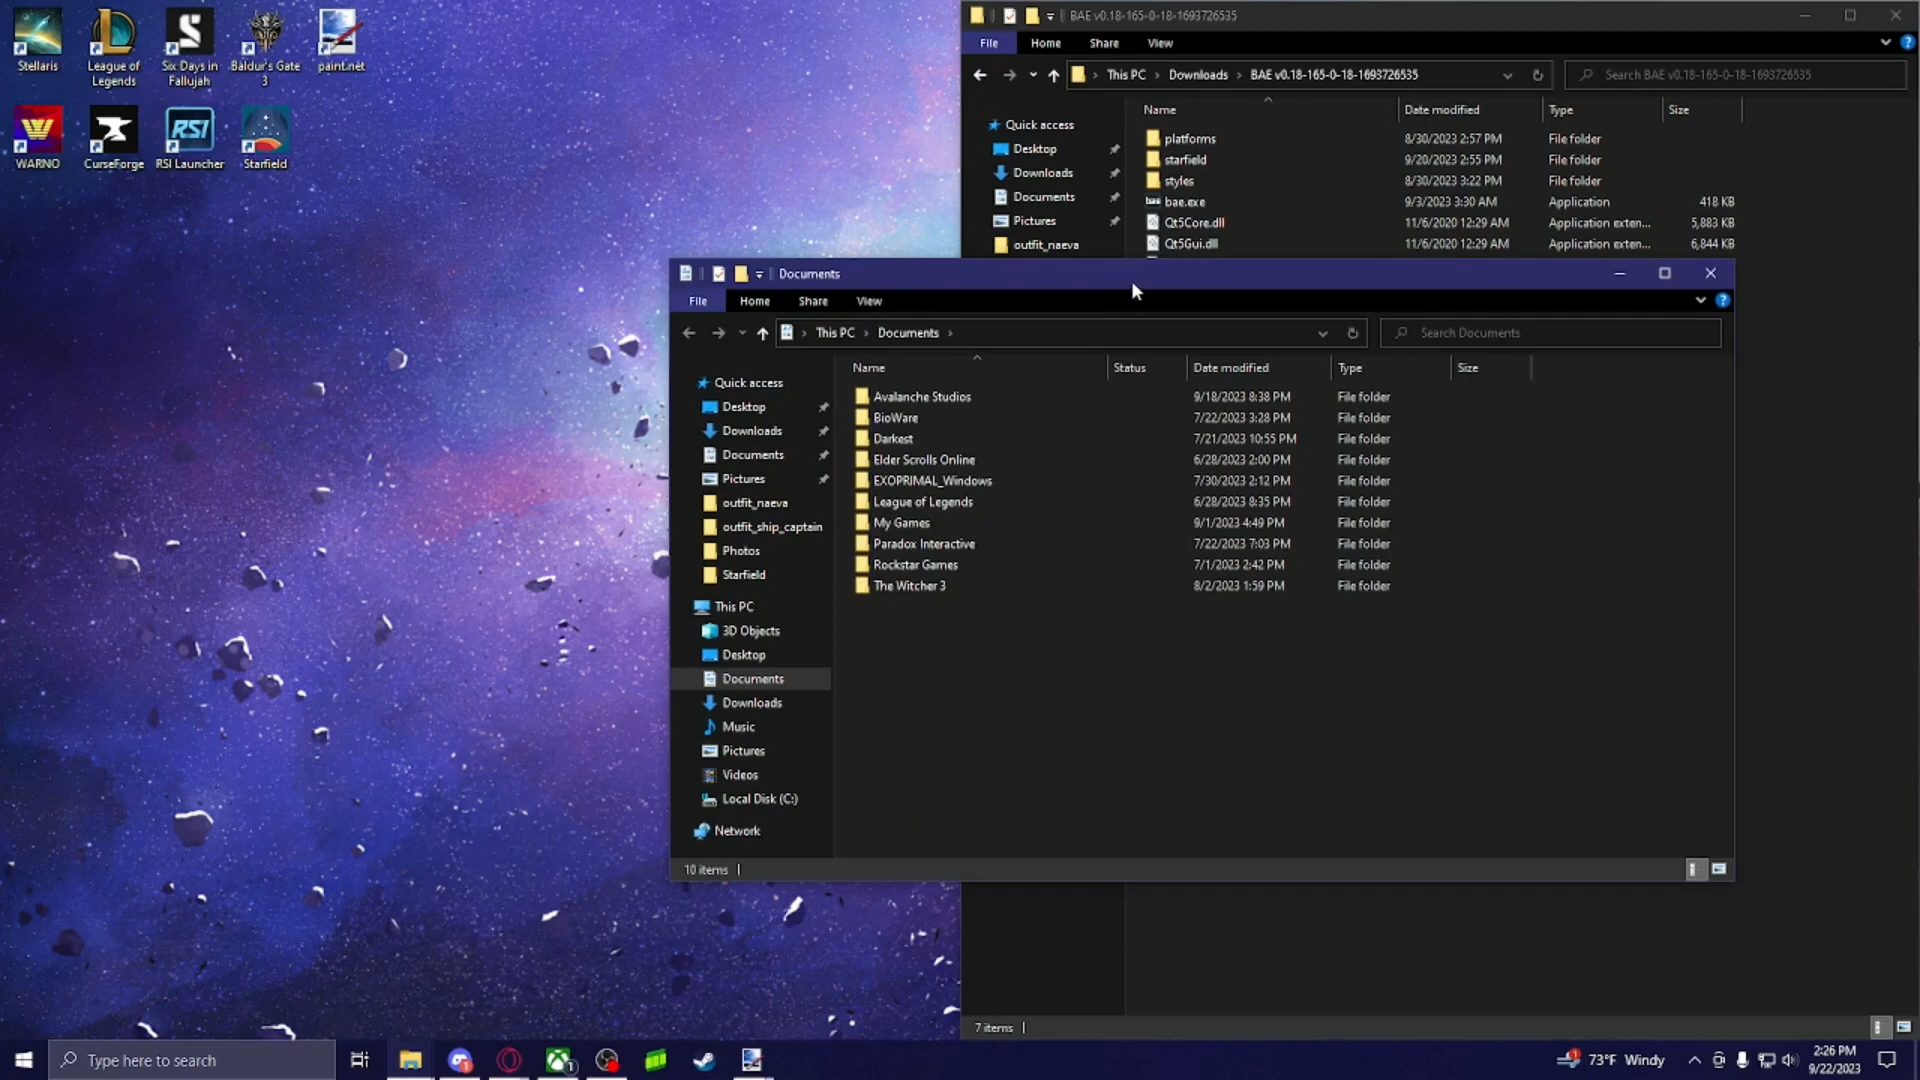 Stellaris
League of Legends
Six Days in Fallujah
Baldur's Gate 3
paint.net
WARNO
CurseForge
RSI
RSI Launcher
Starfield
BAE v0.18-165-0-18-1693726535
File Home Share View
This PC > Downloads > BAE v0.18-165-0-18-1693726535
Search BAE v0.18-165-0-18-1693726535
Name Date modified Type Size
Quick access
Desktop
Downloads
Documents
Pictures
outfit_naeva
platforms 8/30/2023 2:57 PM File folder
starfield 9/20/2023 2:55 PM File folder
styles 8/30/2023 3:22 PM File folder
bae.exe 9/3/2023 3:30 AM Application 418 KB
Qt5Core.dll 11/6/2020 12:29 AM Application exten... 5,883 KB
Qt5Gui.dll 11/6/2020 12:29 AM Application exten... 6,844 KB
Documents
File Home Share View
This PC > Documents >
Search Documents
Name Status Date modified Type Size
Quick access
Desktop
Downloads
Documents
Pictures
outfit_naeva
outfit_ship_captain
Photos
Starfield
This PC
3D Objects
Desktop
Documents
Downloads
Music
Pictures
Videos
Local Disk (C:)
Network
Avalanche Studios 9/18/2023 8:38 PM File folder
BioWare 7/22/2023 3:28 PM File folder
Darkest 7/21/2023 10:55 PM File folder
Elder Scrolls Online 6/28/2023 2:00 PM File folder
EXOPRIMAL_Windows 7/30/2023 2:12 PM File folder
League of Legends 6/28/2023 8:35 PM File folder
My Games 9/1/2023 4:49 PM File folder
Paradox Interactive 7/22/2023 7:03 PM File folder
Rockstar Games 7/1/2023 2:42 PM File folder
The Witcher 3 8/2/2023 1:59 PM File folder
10 items
7 items
Type here to search
73°F Windy
2:26 PM
9/22/2023